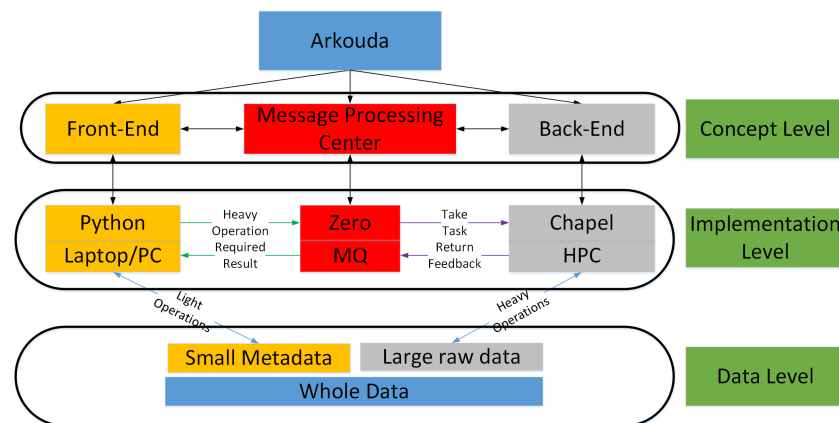 Arkouda
Front-End
Message Processing
Center
Back-End
Concept Level
Python
Heavy
Operation
Zero
Take
Task
Chapel
Implementation
Level
Laptop/PC
Required
Result
MQ
Return
Feedback
HPC
Light
Operations
Heavy
Operations
Small Metadata
Large raw data
Whole Data
Data Level